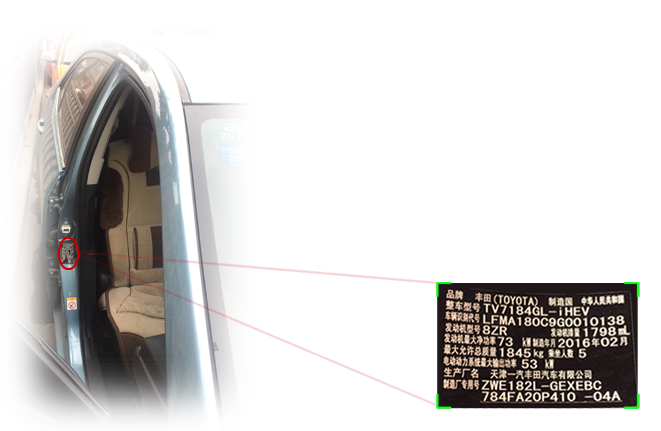 品牌 丰田(TOYOTA) 制造国 中华人民共和国
整车型号 TV7184GL-iHEV
车辆识别代号 LFMA180C9G0010138
发动机型号 8ZR 发动机排量 1798 mL
发动机最大净功率 73 kW 制造年月 2016年02月
最大允许总质量 1845 kg 乘坐人数 5
电动动力系统最大输出功率 53 kW
生产厂名 天津一汽丰田汽车有限公司
制造厂专用号 ZWE182L-GEXEBC
784FA20P410 -04A